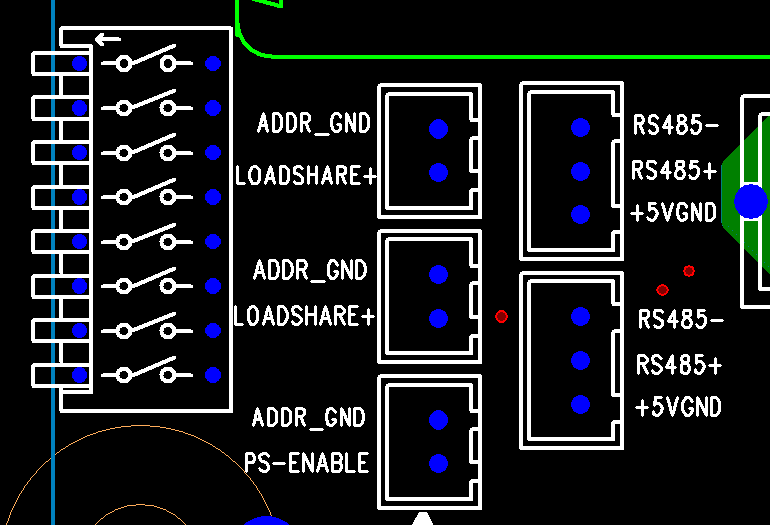 ADDR_GND
LOADSHARE+
RS485-
RS485+
+5VGND
ADDR_GND
LOADSHARE+
RS485-
RS485+
+5VGND
ADDR_GND
PS-ENABLE